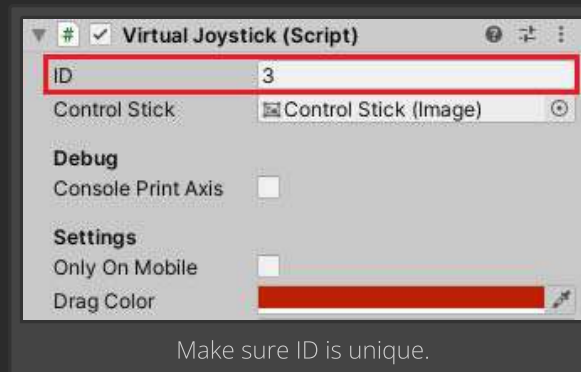 # Virtual Joystick (Script)
ID 3
Control Stick Control Stick (Image)
Debug
Console Print Axis
Settings
Only On Mobile
Drag Color
Make sure ID is unique.